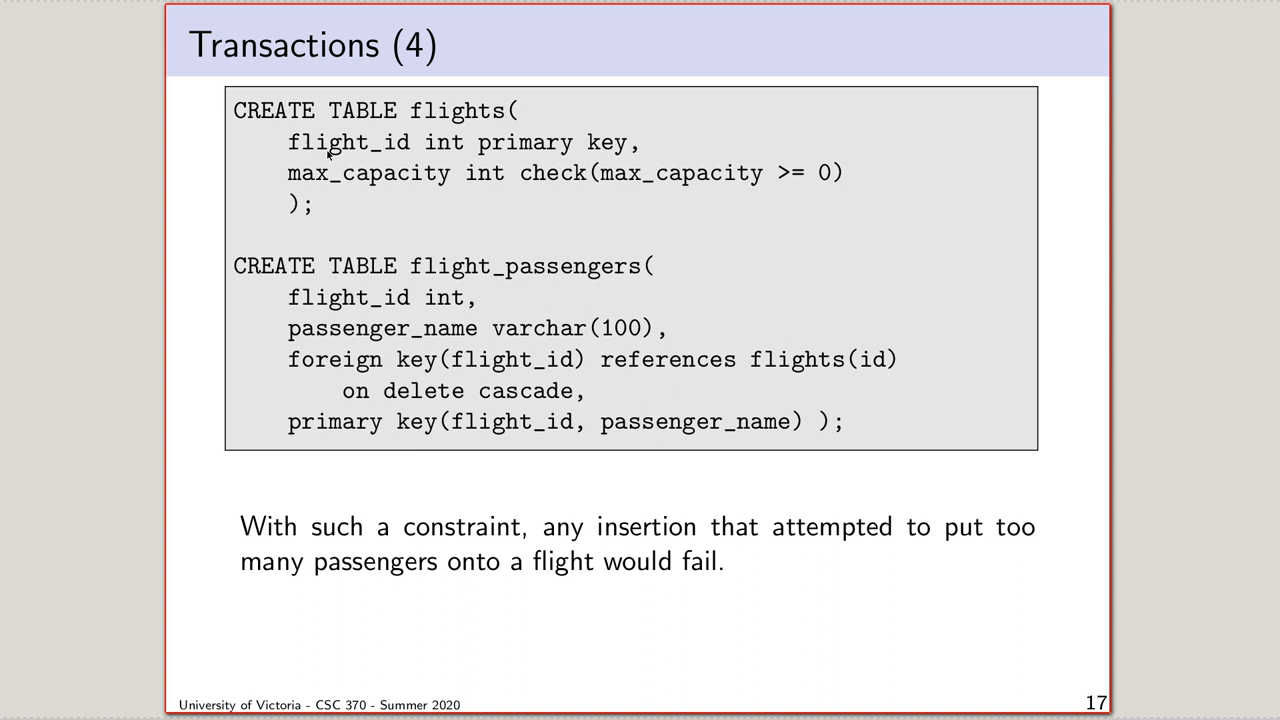 Transactions (4)
CREATE TABLE flights(
flight_id int primary key,
max_capacity int check(max_capacity >= 0)
);
CREATE TABLE flight_passengers(
flight_id int,
passenger_name varchar(100),
foreign key(flight_id) references flights(id)
on delete cascade,
primary key(flight_id, passenger_name) );
With such a constraint, any insertion that attempted to put too
many passengers onto a flight would fail.
University of Victoria - CSC 370 - Summer 2020
17